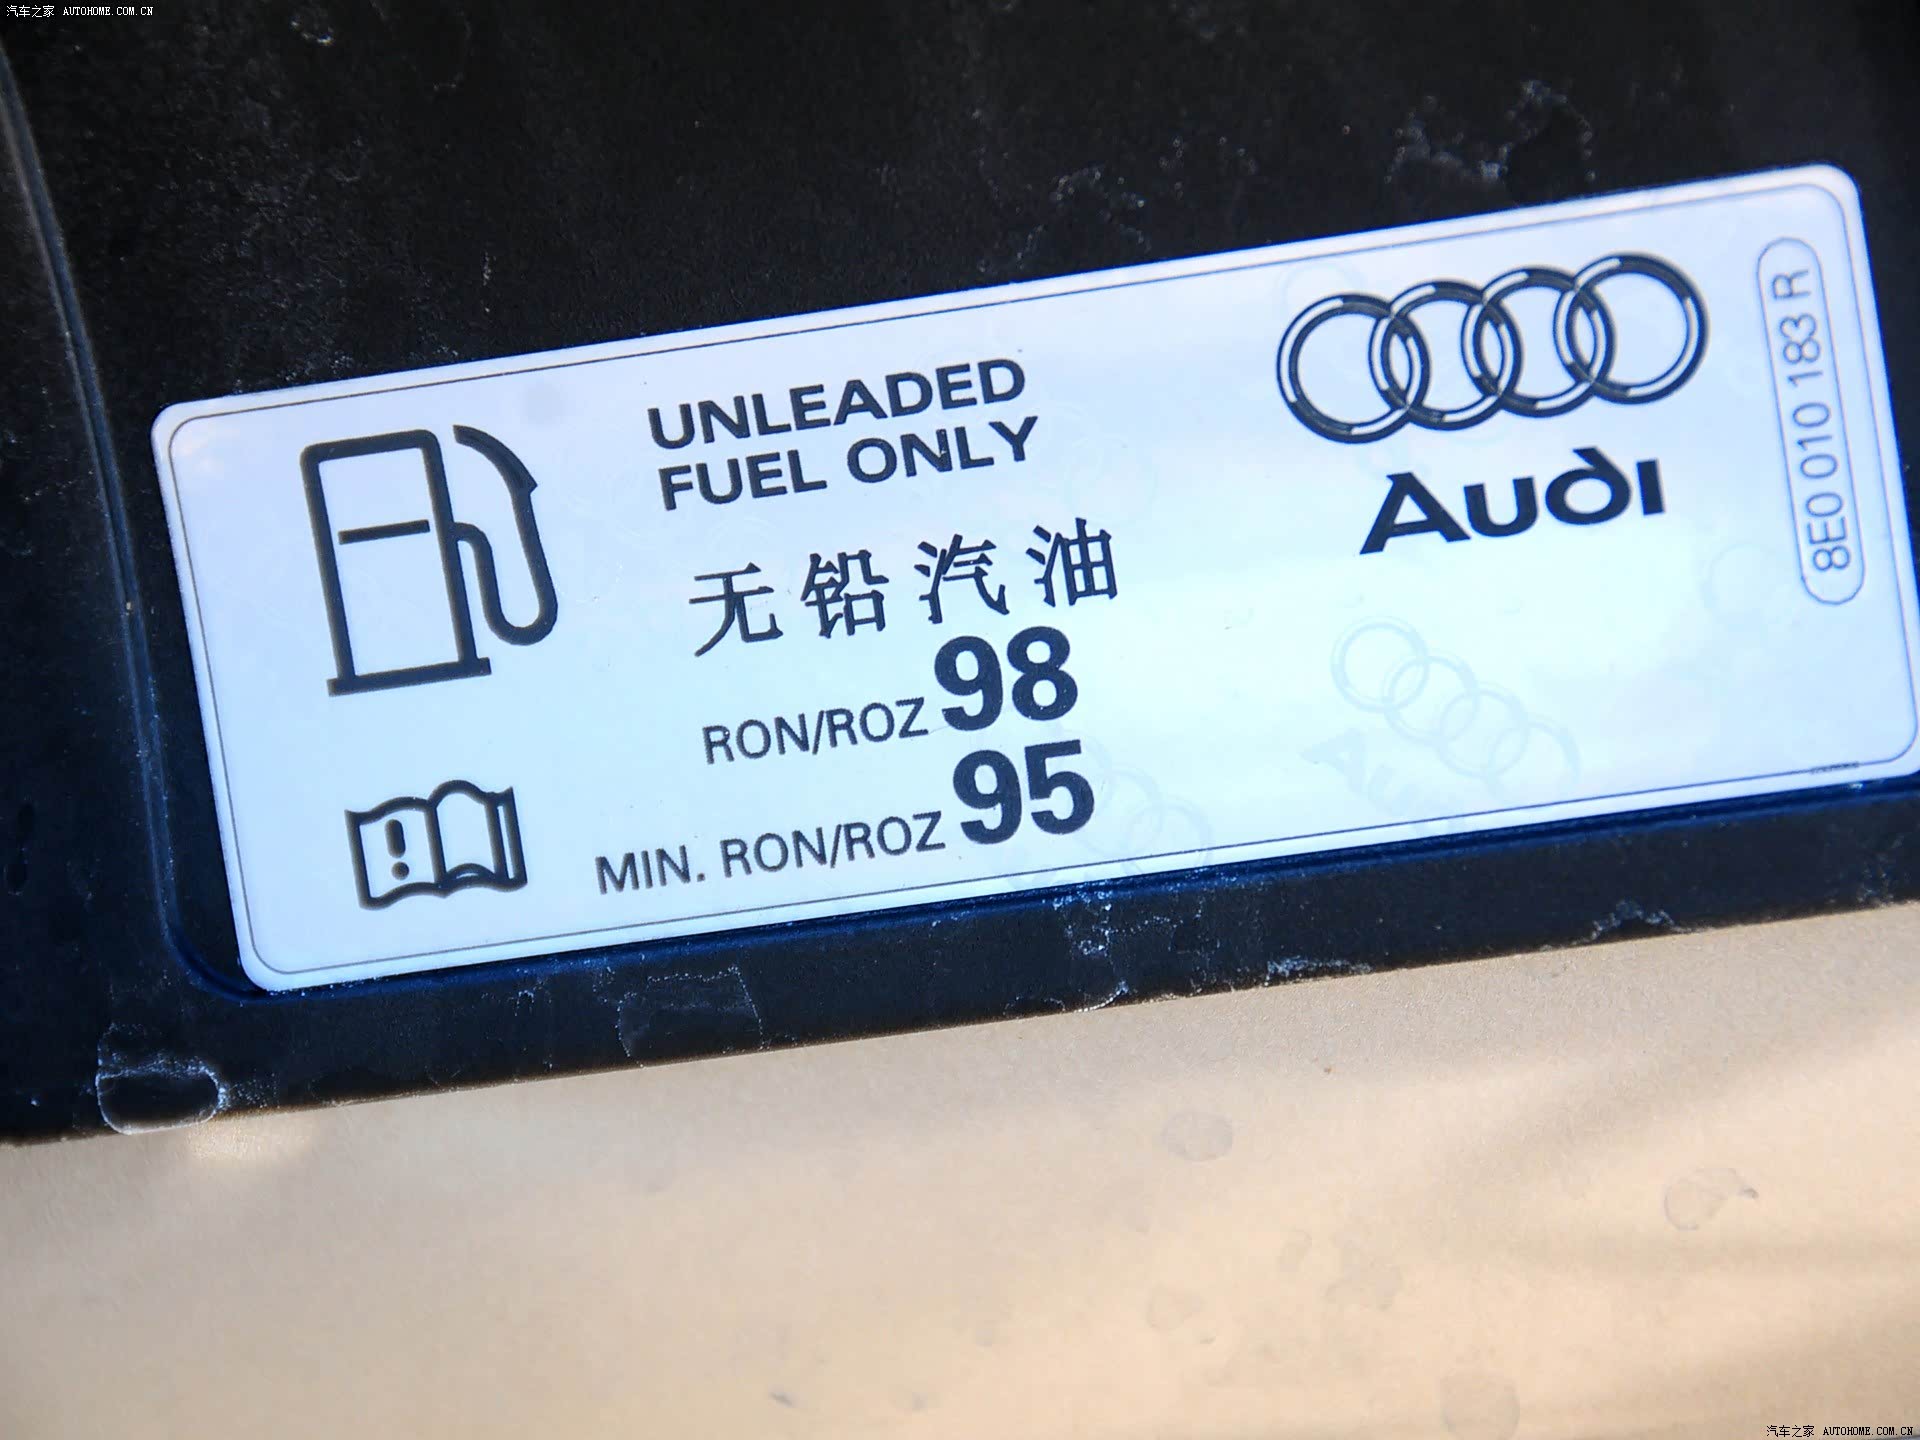 汽车之家 AUTOHOME.COM.CN
UNLEADED
FUEL ONLY
无铅汽油
RON/ROZ 98
MIN. RON/ROZ 95
Audi
8E0 010 183 R
Audi
汽车之家 AUTOHOME.COM.CN